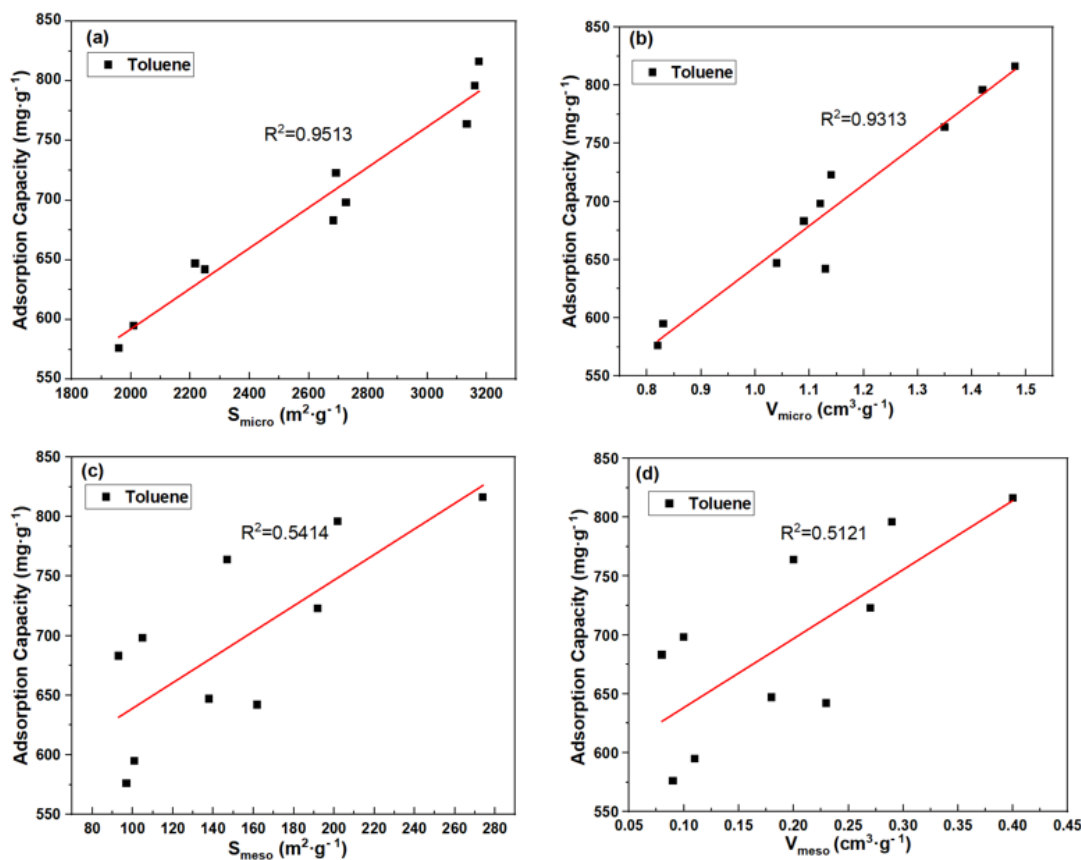 (a)
Toluene
R²=0.9513
Adsorption Capacity (mg·g⁻¹)
850
800
750
700
650
600
550
1800 2000 2200 2400 2600 2800 3000 3200
S_micro (m²·g⁻¹)
(b)
Toluene
R²=0.9313
Adsorption Capacity (mg·g⁻¹)
850
800
750
700
650
600
550
0.8 0.9 1.0 1.1 1.2 1.3 1.4 1.5
V_micro (cm³·g⁻¹)
(c)
Toluene
R²=0.5414
Adsorption Capacity (mg·g⁻¹)
850
800
750
700
650
600
550
80 100 120 140 160 180 200 220 240 260 280
S_meso (m²·g⁻¹)
(d)
Toluene
R²=0.5121
Adsorption Capacity (mg·g⁻¹)
850
800
750
700
650
600
550
0.05 0.10 0.15 0.20 0.25 0.30 0.35 0.40 0.45
V_meso (cm³·g⁻¹)